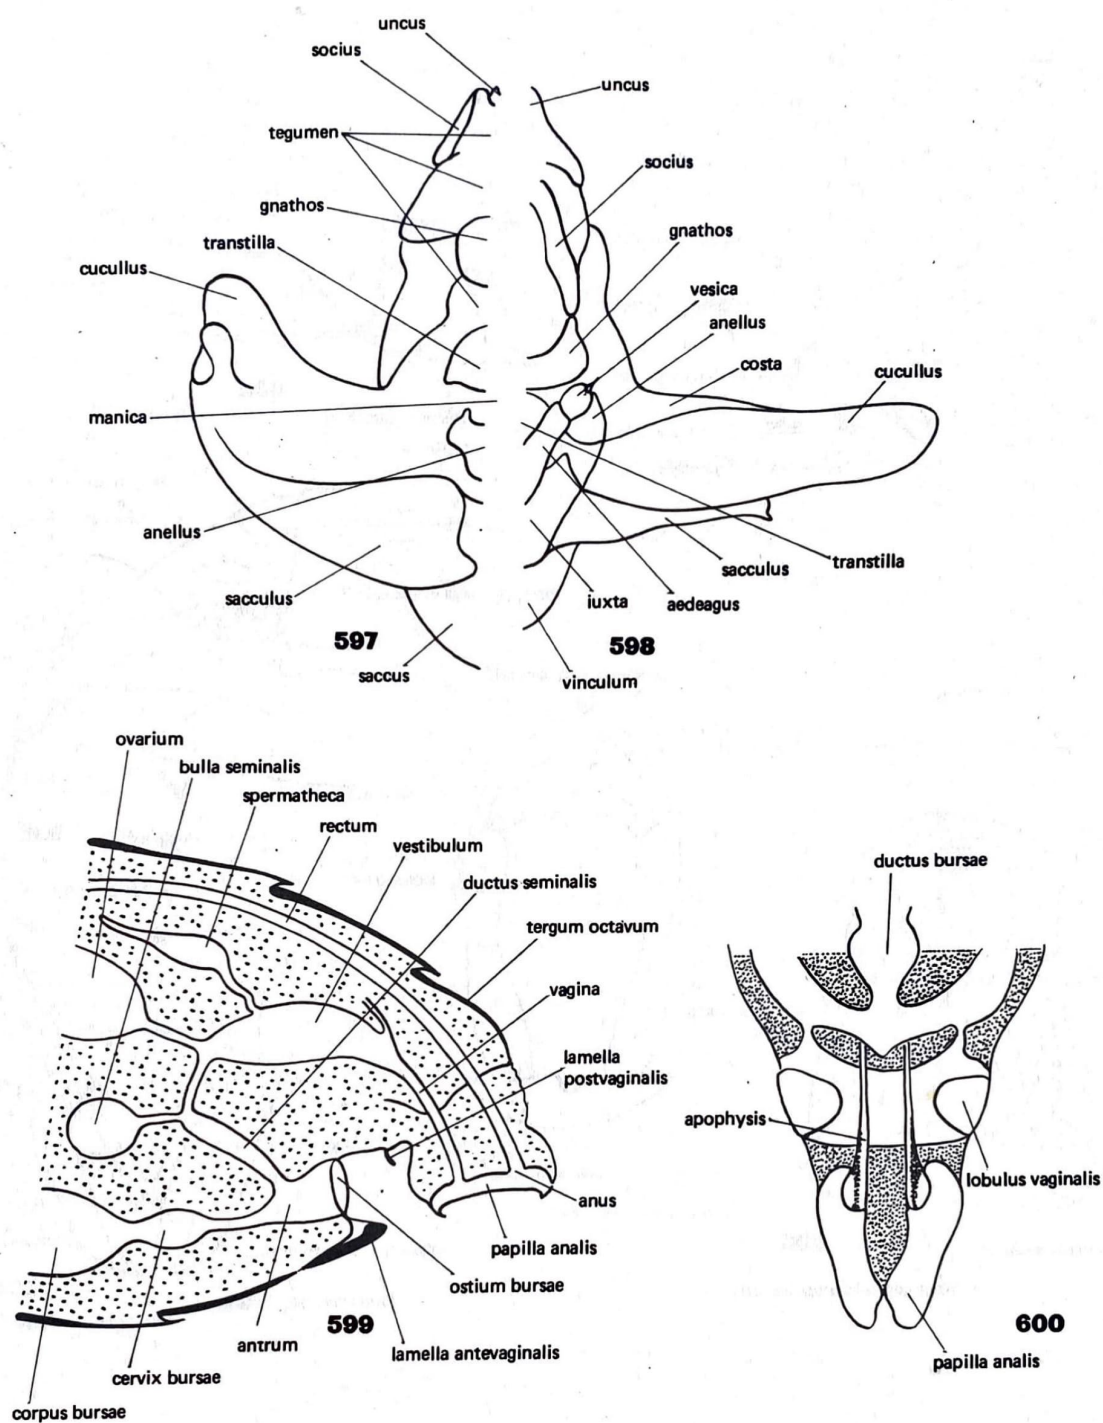 uncus
socius
uncus
tegumen
socius
gnathos
gnathos
transtilla
cucullus
vesica
anellus
costa
cucullus
manica
anellus
transtilla
sacculus
sacculus
iuxta
aedeagus
597
598
saccus
vinculum
ovarium
bulla seminalis
spermatheca
rectum
vestibulum
ductus seminalis
tergum octavum
vagina
lamella
postvaginalis
anus
papilla analis
ostium bursae
599
antrum
lamella antevaginalis
cervix bursae
corpus bursae
ductus bursae
apophysis
lobulus vaginalis
600
papilla analis